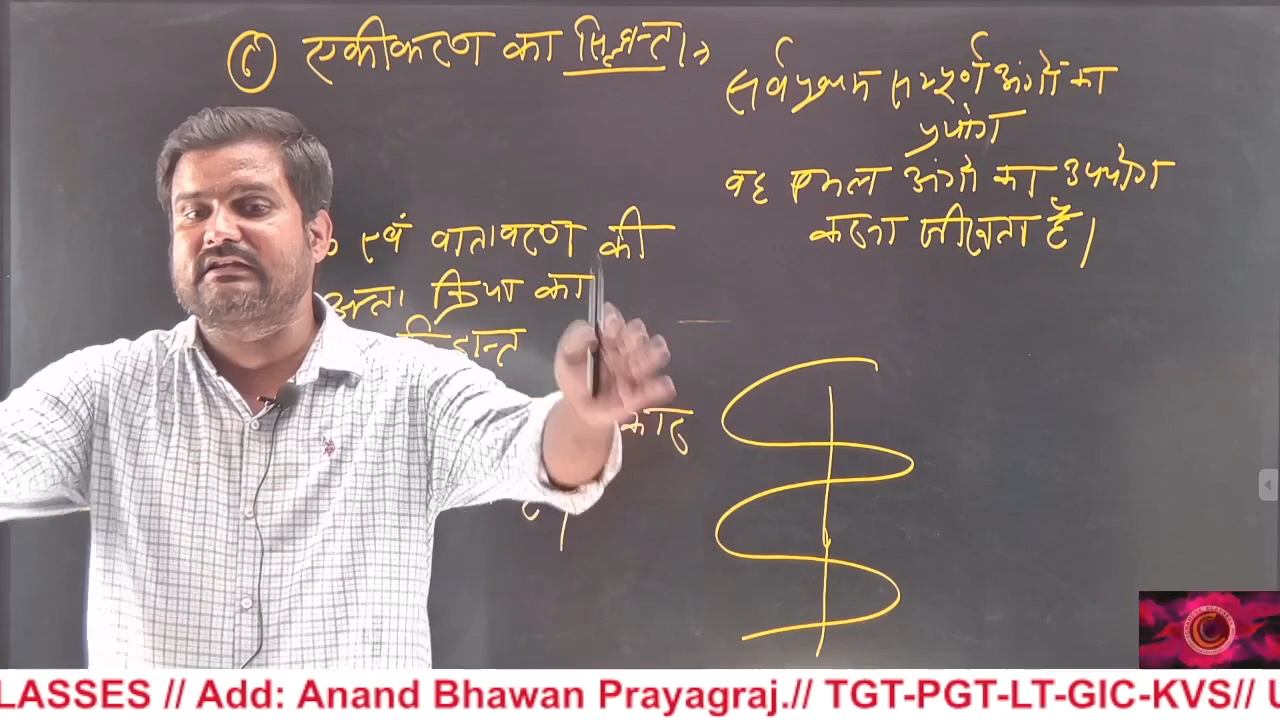 6 एकीकरण का सिद्धान्त।→
सर्वप्रथम सम्पूर्ण अंगों का
प्रयोग
वह अंगों का उपयोग
करना सीखता है।
एवं वातावरण की
अन्तः क्रिया का
LASSES // Add: Anand Bhawan Prayagraj.// TGT-PGT-LT-GIC-KVS// U